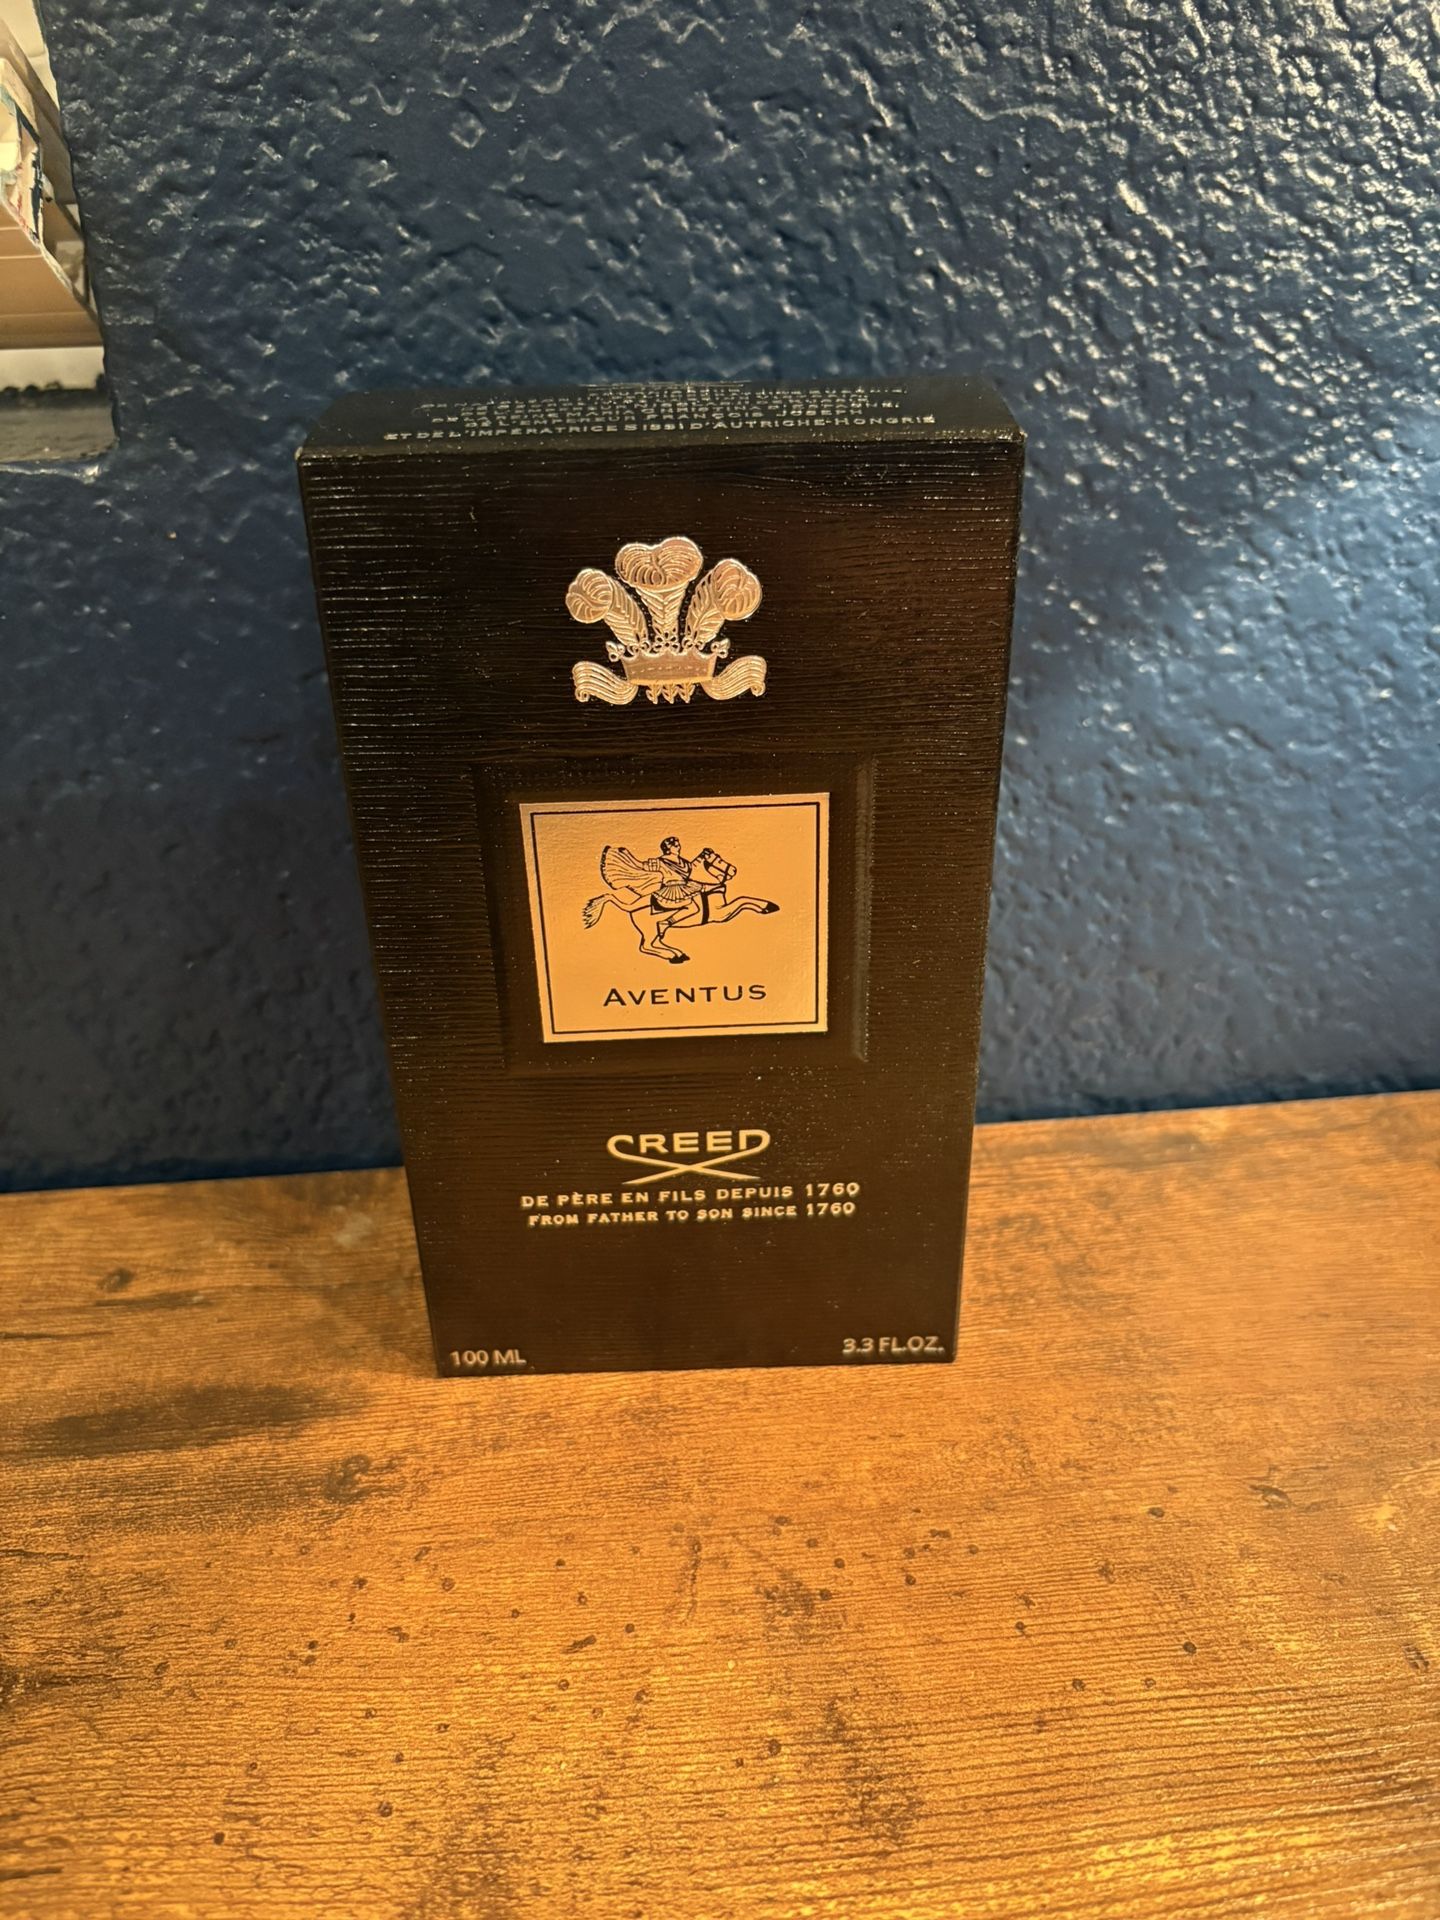 ET DE L'IMPÉRATRICE SISSI D'AUTRICHE-HONGRIE
AVENTUS
CREED
DE PÈRE EN FILS DEPUIS 1760
FROM FATHER TO SON SINCE 1760
100 ML
3.3 FL.OZ.